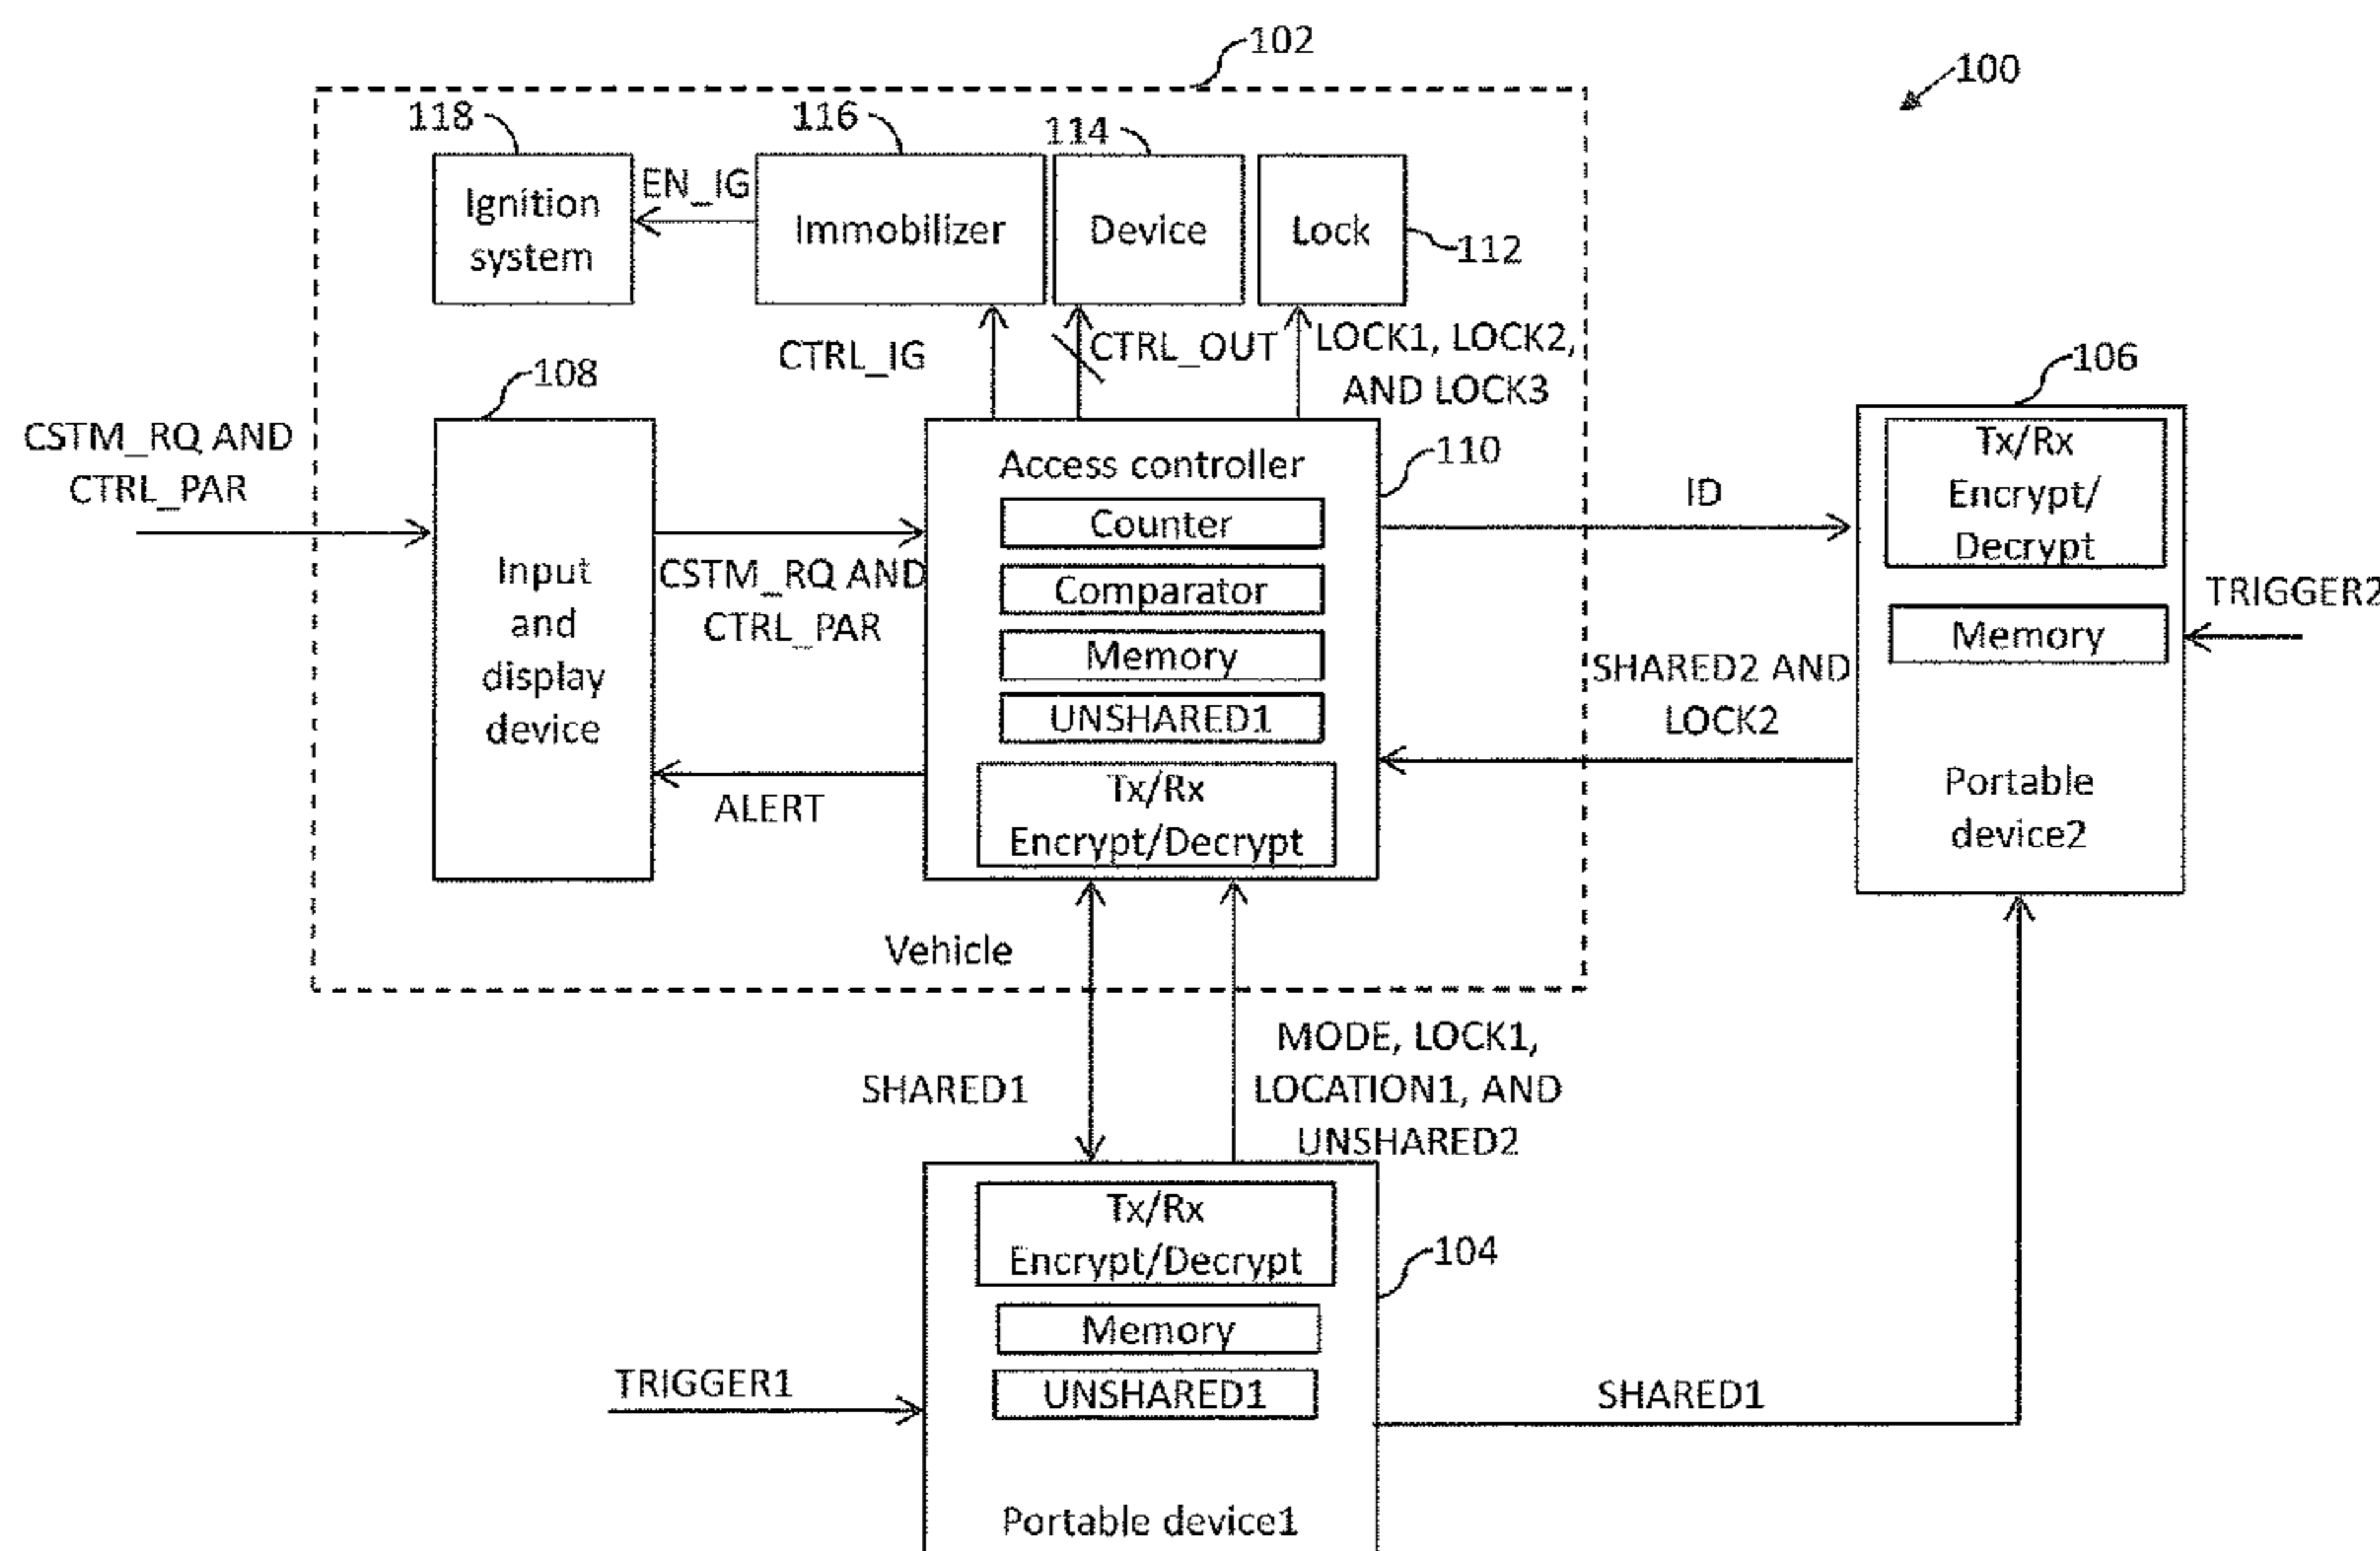 102
100
118
116
114
Ignition
system
EN_IG
Immobilizer
Device
Lock
112
CTRL_IG
CTRL_OUT
LOCK1, LOCK2,
AND LOCK3
108
106
CSTM_RQ AND
CTRL_PAR
Input
and
display
device
CSTM_RQ AND
CTRL_PAR
ALERT
Access controller
110
Counter
Comparator
Memory
UNSHARED1
Tx/Rx
Encrypt/Decrypt
ID
Tx/Rx
Encrypt/
Decrypt
Memory
TRIGGER2
SHARED2 AND
LOCK2
Portable
device2
Vehicle
SHARED1
MODE, LOCK1,
LOCATION1, AND
UNSHARED2
Tx/Rx
Encrypt/Decrypt
104
Memory
UNSHARED1
TRIGGER1
SHARED1
Portable device1